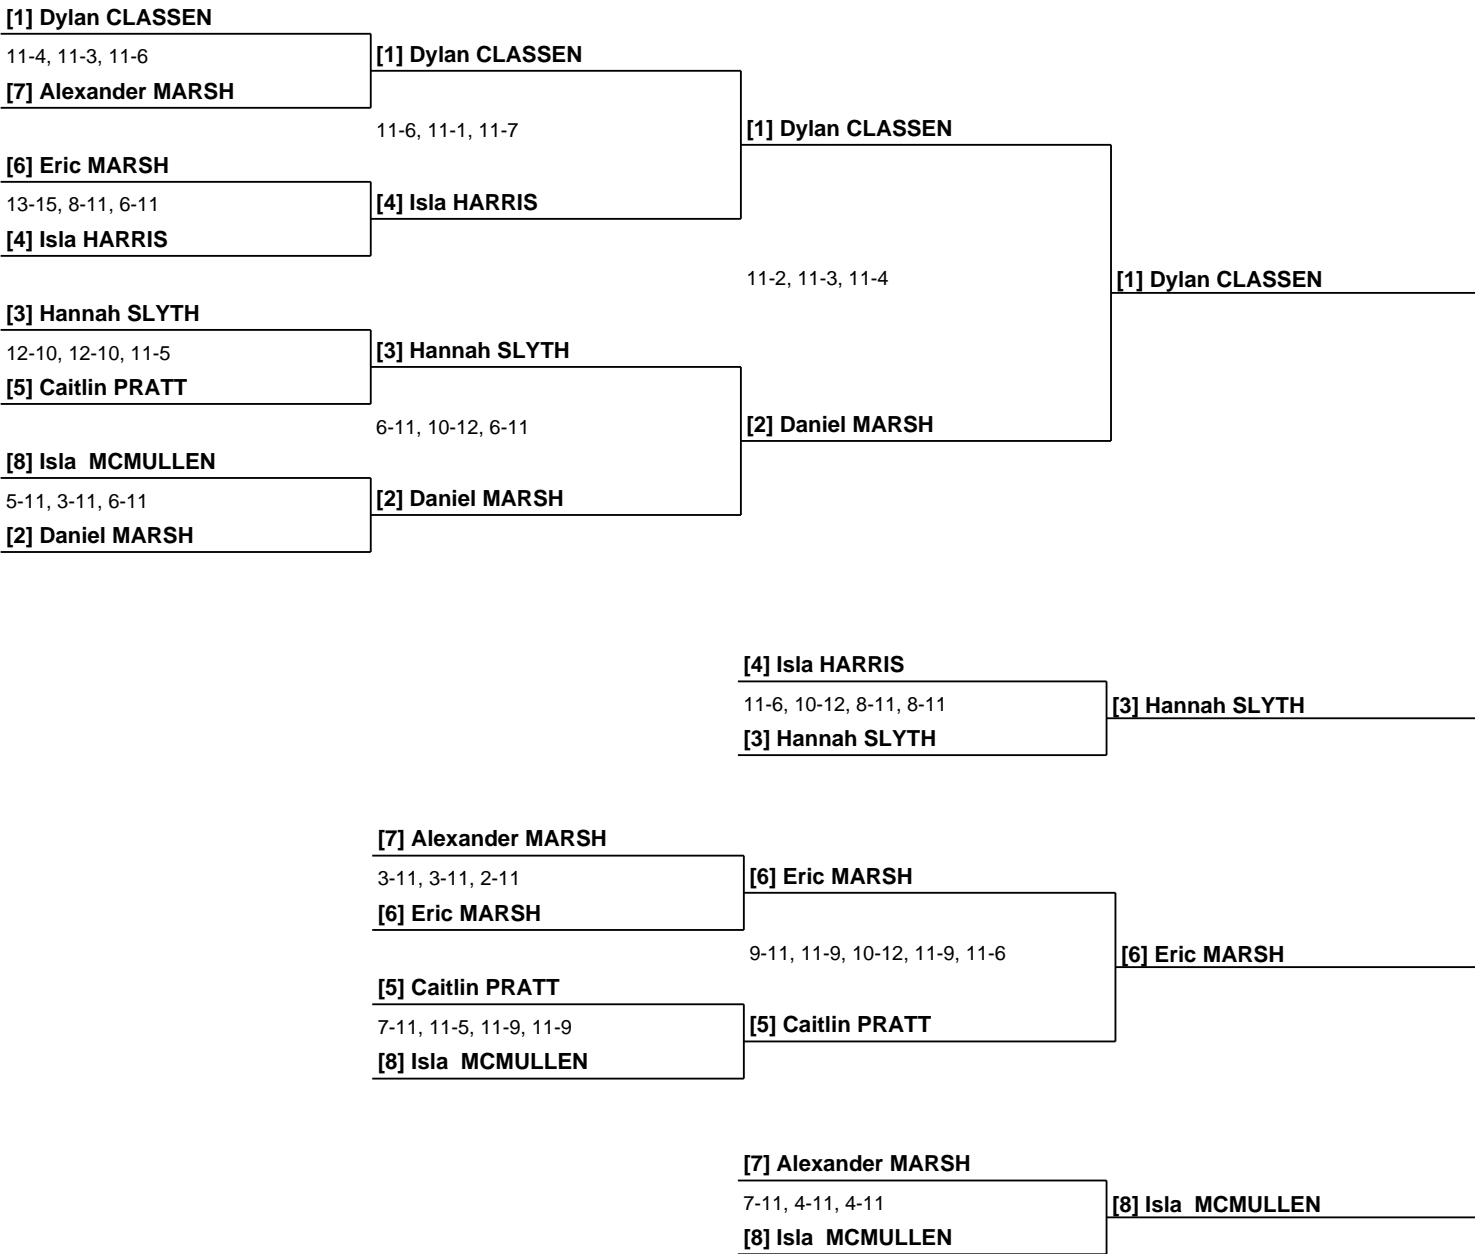 [1] Dylan CLASSEN
11-4, 11-3, 11-6
[7] Alexander MARSH
[6] Eric MARSH
13-15, 8-11, 6-11
[4] Isla HARRIS
[3] Hannah SLYTH
12-10, 12-10, 11-5
[5] Caitlin PRATT
[8] Isla  MCMULLEN
5-11, 3-11, 6-11
[2] Daniel MARSH
[1] Dylan CLASSEN
11-6, 11-1, 11-7
[4] Isla HARRIS
[3] Hannah SLYTH
6-11, 10-12, 6-11
[2] Daniel MARSH
[1] Dylan CLASSEN
11-2, 11-3, 11-4
[2] Daniel MARSH
[1] Dylan CLASSEN
[4] Isla HARRIS
11-6, 10-12, 8-11, 8-11
[3] Hannah SLYTH
[3] Hannah SLYTH
[7] Alexander MARSH
3-11, 3-11, 2-11
[6] Eric MARSH
[5] Caitlin PRATT
7-11, 11-5, 11-9, 11-9
[8] Isla  MCMULLEN
[6] Eric MARSH
9-11, 11-9, 10-12, 11-9, 11-6
[5] Caitlin PRATT
[6] Eric MARSH
[7] Alexander MARSH
7-11, 4-11, 4-11
[8] Isla  MCMULLEN
[8] Isla  MCMULLEN